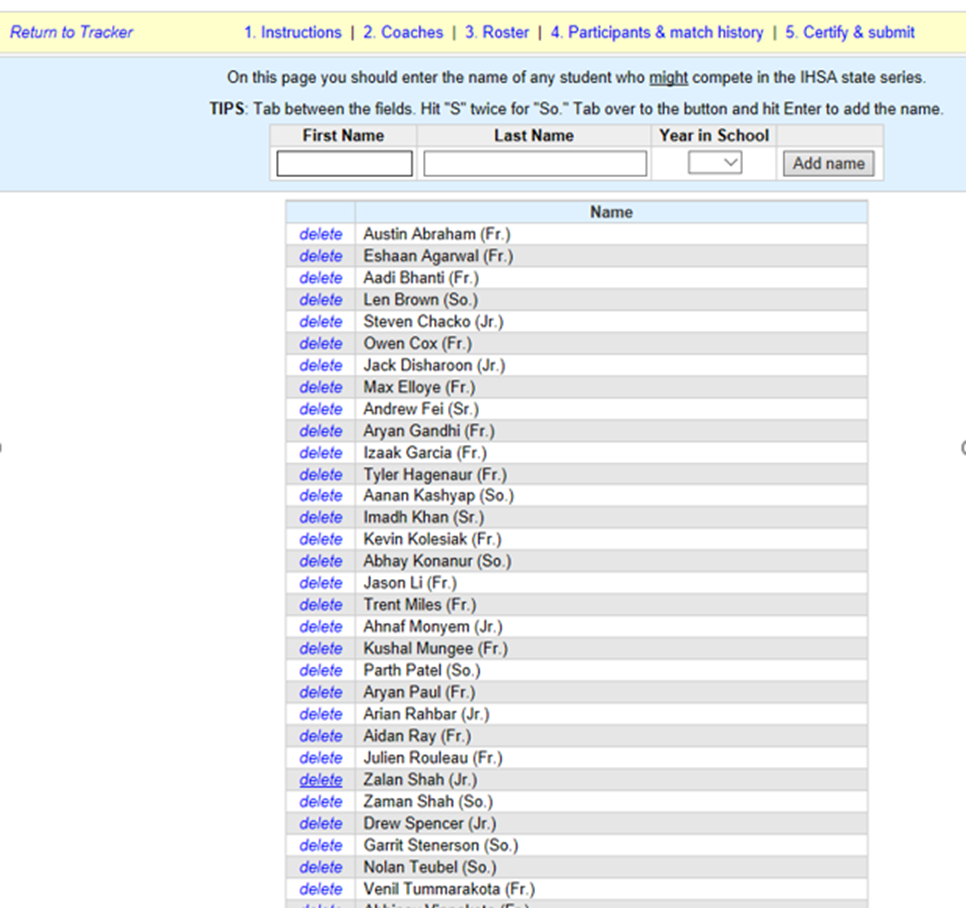 Return to Tracker 1. Instructions | 2. Coaches | 3. Roster | 4. Participants & match history | 5. Certify & submit
On this page you should enter the name of any student who might compete in the IHSA state series.
TIPS: Tab between the fields. Hit "S" twice for "So." Tab over to the button and hit Enter to add the name.
First Name Last Name Year in School
Add name
Name
delete Austin Abraham (Fr.)
delete Eshaan Agarwal (Fr.)
delete Aadi Bhanti (Fr.)
delete Len Brown (So.)
delete Steven Chacko (Jr.)
delete Owen Cox (Fr.)
delete Jack Disharoon (Jr.)
delete Max Elloye (Fr.)
delete Andrew Fei (Sr.)
delete Aryan Gandhi (Fr.)
delete Izaak Garcia (Fr.)
delete Tyler Hagenaur (Fr.)
delete Aanan Kashyap (So.)
delete Imadh Khan (Sr.)
delete Kevin Kolesiak (Fr.)
delete Abhay Konanur (So.)
delete Jason Li (Fr.)
delete Trent Miles (Fr.)
delete Ahnaf Monyem (Jr.)
delete Kushal Mungee (Fr.)
delete Parth Patel (So.)
delete Aryan Paul (Fr.)
delete Arian Rahbar (Jr.)
delete Aidan Ray (Fr.)
delete Julien Rouleau (Fr.)
delete Zalan Shah (Jr.)
delete Zaman Shah (So.)
delete Drew Spencer (Jr.)
delete Garrit Stenerson (So.)
delete Nolan Teubel (So.)
delete Venil Tummarakota (Fr.)